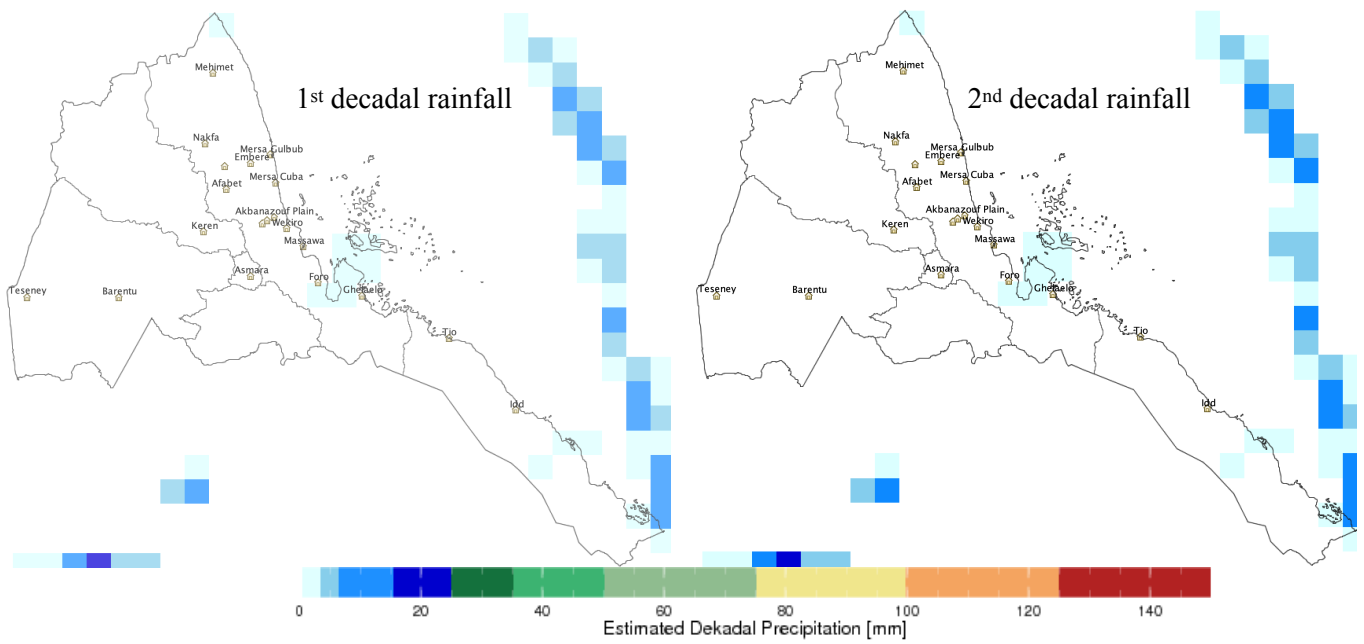 1st decadal rainfall
Mehimet
Nakfa
Mersa Gulbub
Embere
Mersa Cuba
Afabet
Akbanazouf Plain
Wekiro
Keren
Massawa
Asmara
Foro
Ghelaelo
Teseney
Barentu
Tio
Idd
2nd decadal rainfall
Mehimet
Nakfa
Mersa Gulbub
Embere
Mersa Cuba
Afabet
Akbanazouf Plain
Wekiro
Keren
Massawa
Asmara
Foro
Ghelaelo
Teseney
Barentu
Tio
Idd
0 20 40 60 80 100 120 140
Estimated Dekadal Precipitation [mm]